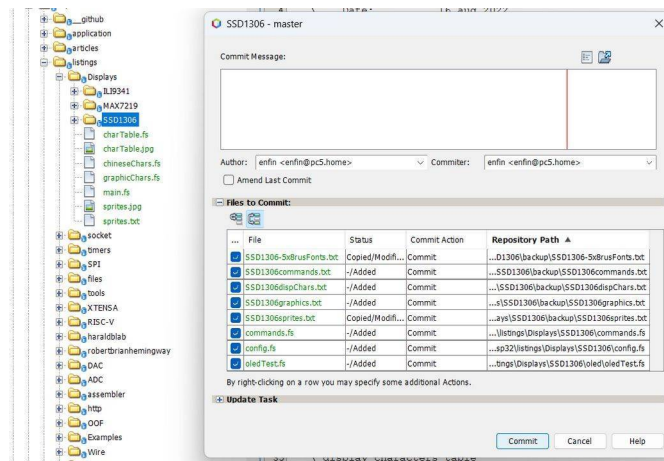 __github
application
articles
listings
Displays
ILI9341
MAX7219
SSD1306
charTable.fs
charTable.jpg
chineseChars.fs
graphicChars.fs
main.fs
sprites.jpg
sprites.txt
socket
timers
SPI
files
tools
XTENSA
RISC-V
haraldblab
robertbrianhemingway
DAC
ADC
assembler
http
OOF
Examples
Wire
SSD1306 - master
Commit Message:
Author: enfin <enfin@pc5.home> Commiter: enfin <enfin@pc5.home>
Amend Last Commit
Files to Commit:
... File Status Commit Action Repository Path
SSD1306-5x8rusFonts.txt Copied/Modifi... Commit ...D1306\backup\SSD1306-5x8rusFonts.txt
SSD1306commands.txt -/Added Commit ...SSD1306\backup\SSD1306commands.txt
SSD1306dispChars.txt -/Added Commit ...\SSD1306\backup\SSD1306dispChars.txt
SSD1306graphics.txt -/Added Commit ...s\SSD1306\backup\SSD1306graphics.txt
SSD1306sprites.txt Copied/Modifi... Commit ...ays\SSD1306\backup\SSD1306sprites.txt
commands.fs -/Added Commit ...\listings\Displays\SSD1306\commands.fs
config.fs -/Added Commit ...sp32\listings\Displays\SSD1306\config.fs
oledTest.fs -/Added Commit ...tings\Displays\SSD1306\oled\oledTest.fs
By right-clicking on a row you may specify some additional Actions.
Update Task
Commit Cancel Help
\ display characters table